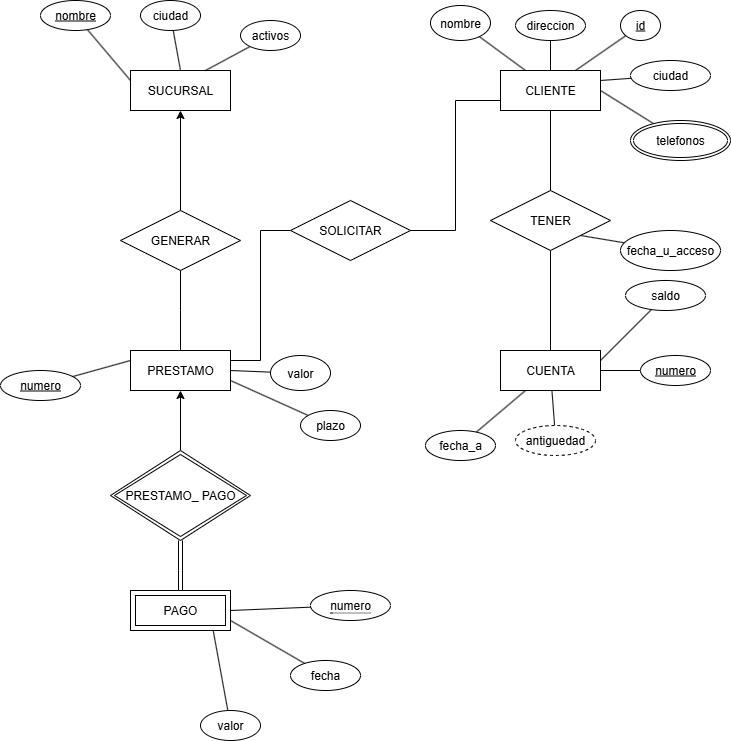 nombre
ciudad
activos
SUCURSAL
nombre
direccion
id
ciudad
CLIENTE
telefonos
GENERAR
SOLICITAR
TENER
fecha_u_acceso
saldo
PRESTAMO
numero
valor
plazo
CUENTA
numero
fecha_a
antiguedad
PRESTAMO_ PAGO
PAGO
numero
fecha
valor